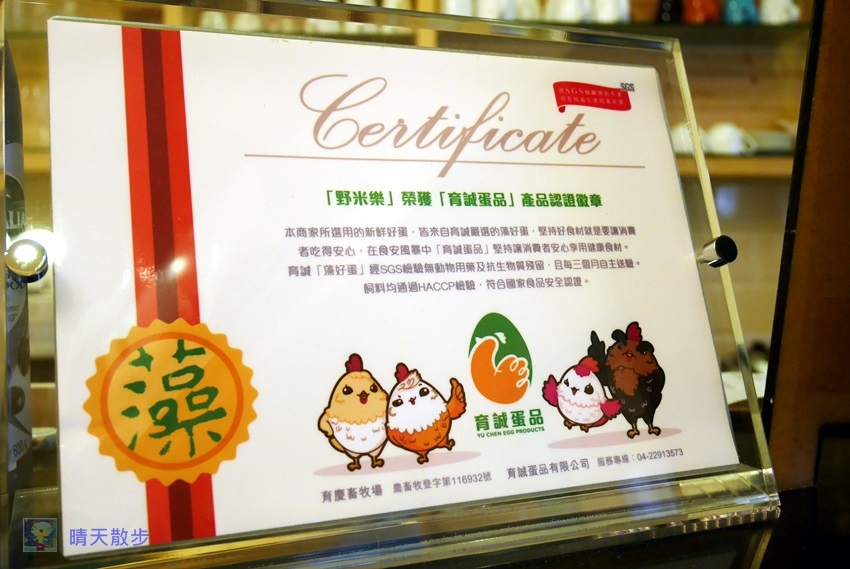 SGS
Certificate
「野米樂」榮獲「育誠蛋品」產品認證徽章
本商家所選用的新鮮好蛋，皆來自育誠嚴選的藻好蛋，堅持好食材就是要讓消費
者吃得安心，在食安風暴中「育誠蛋品」堅持讓消費者安心享用健康食材。
育誠「藻好蛋」經SGS檢驗無動物用藥及抗生物質殘留，且每三個月自主送驗。
飼料均通過HACCP檢驗，符合國家食品安全認證。
藻
育誠蛋品
YU CHEN EGG PRODUCTS
育慶畜牧場 農畜牧登字第116932號 育誠蛋品有限公司 服務專線：04-22913573
晴天散步